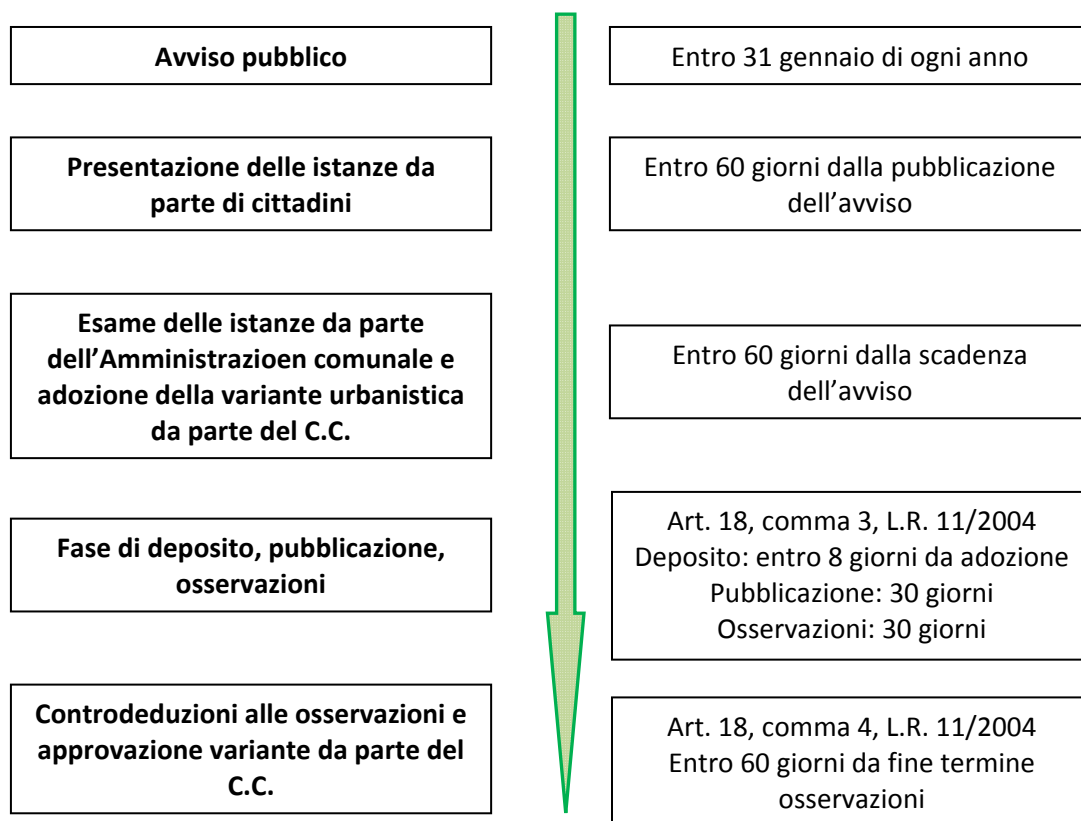 Avviso pubblico
Entro 31 gennaio di ogni anno
Presentazione delle istanze da
parte di cittadini
Entro 60 giorni dalla pubblicazione
dell’avviso
Esame delle istanze da parte
dell’Amministrazioen comunale e
adozione della variante urbanistica
da parte del C.C.
Entro 60 giorni dalla scadenza
dell’avviso
Fase di deposito, pubblicazione,
osservazioni
Art. 18, comma 3, L.R. 11/2004
Deposito: entro 8 giorni da adozione
Pubblicazione: 30 giorni
Osservazioni: 30 giorni
Controdeduzioni alle osservazioni e
approvazione variante da parte del
C.C.
Art. 18, comma 4, L.R. 11/2004
Entro 60 giorni da fine termine
osservazioni